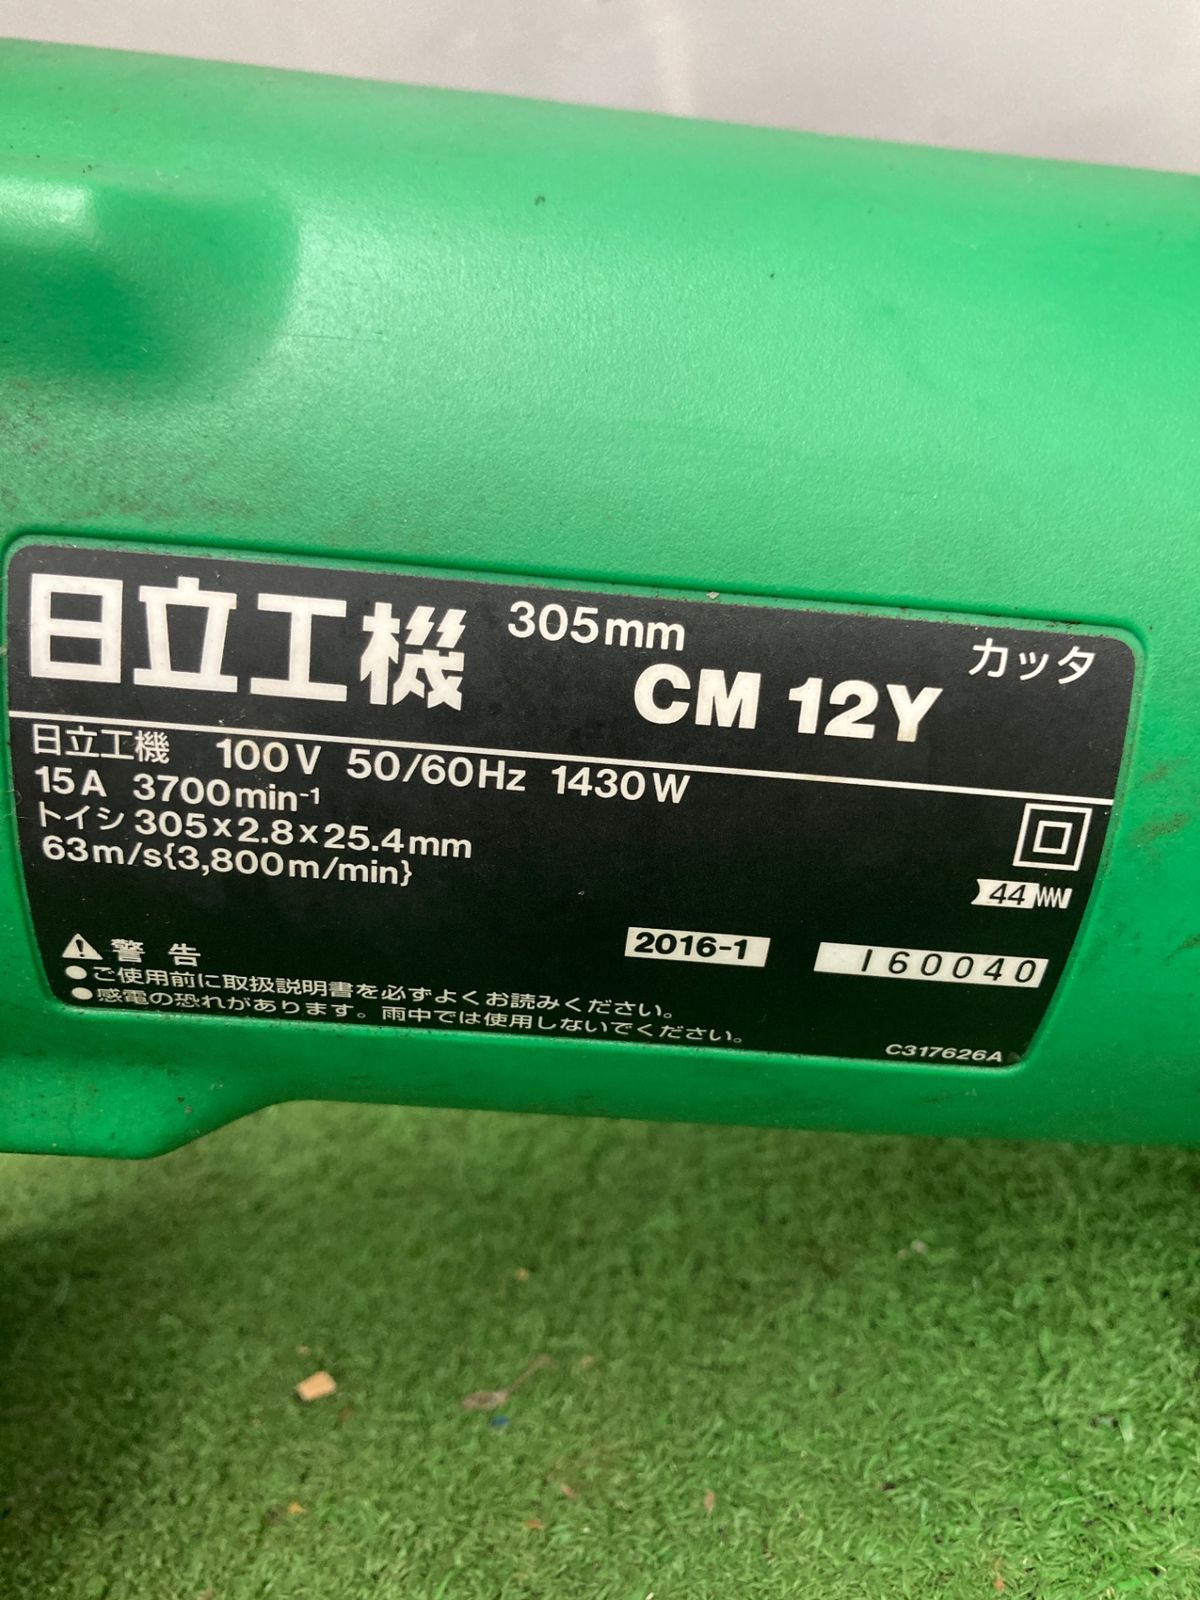 日立工機 305mm カッタ
CM 12Y
日立工機 100V 50/60Hz 1430W
15A 3700min-1
トイシ 305×2.8×25.4mm
63m/s{3,800m/min}
44
2016-1 I60040
警告
●ご使用前に取扱説明書を必ずよくお読みください。
●感電の恐れがあります。雨中では使用しないでください。
C317626A